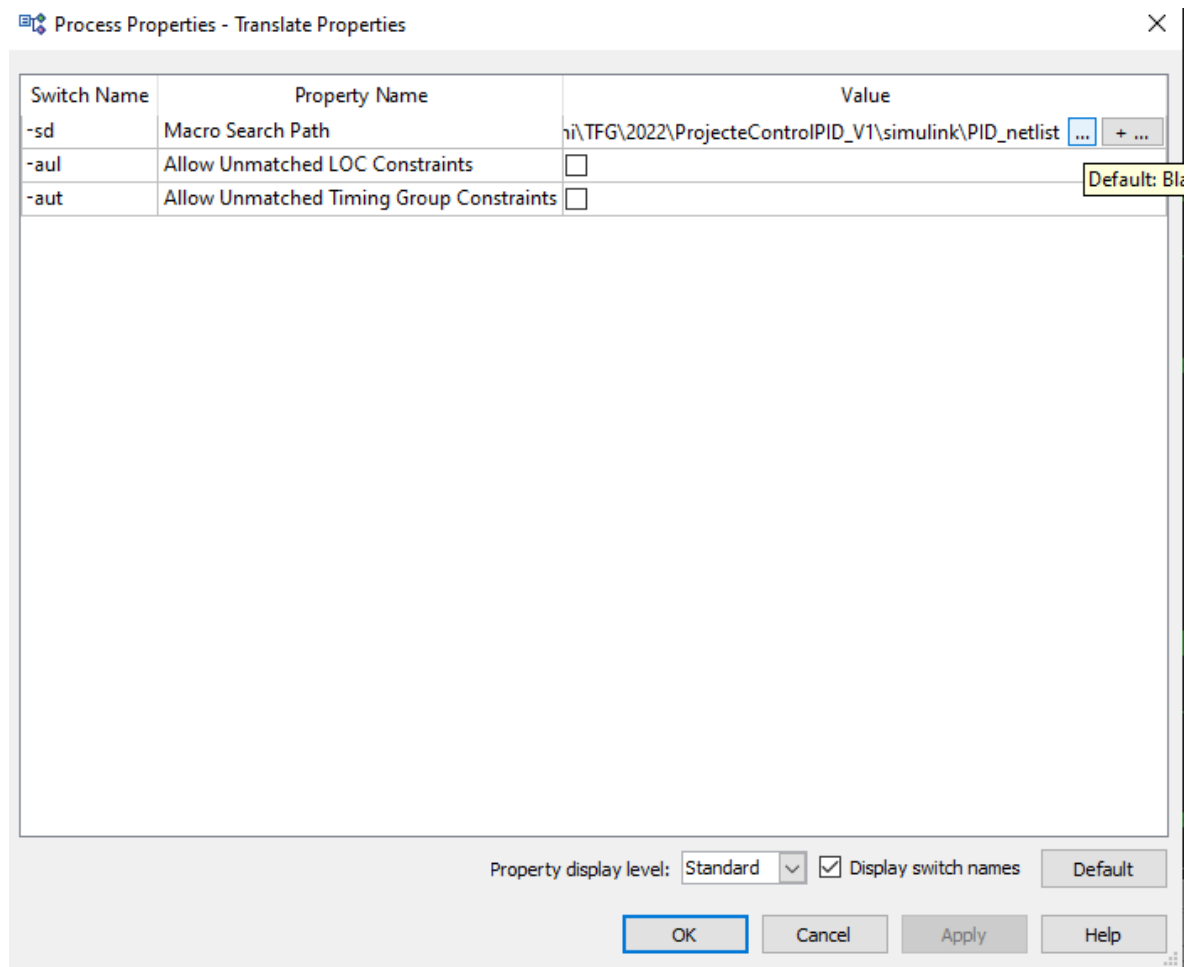 Process Properties - Translate Properties
Switch Name Property Name Value
-sd Macro Search Path ni\TFG\2022\ProjecteControlPID_V1\simulink\PID_netlist ... + ...
-aul Allow Unmatched LOC Constraints
Default: Bla
-aut Allow Unmatched Timing Group Constraints
Property display level: Standard Display switch names Default
OK Cancel Apply Help